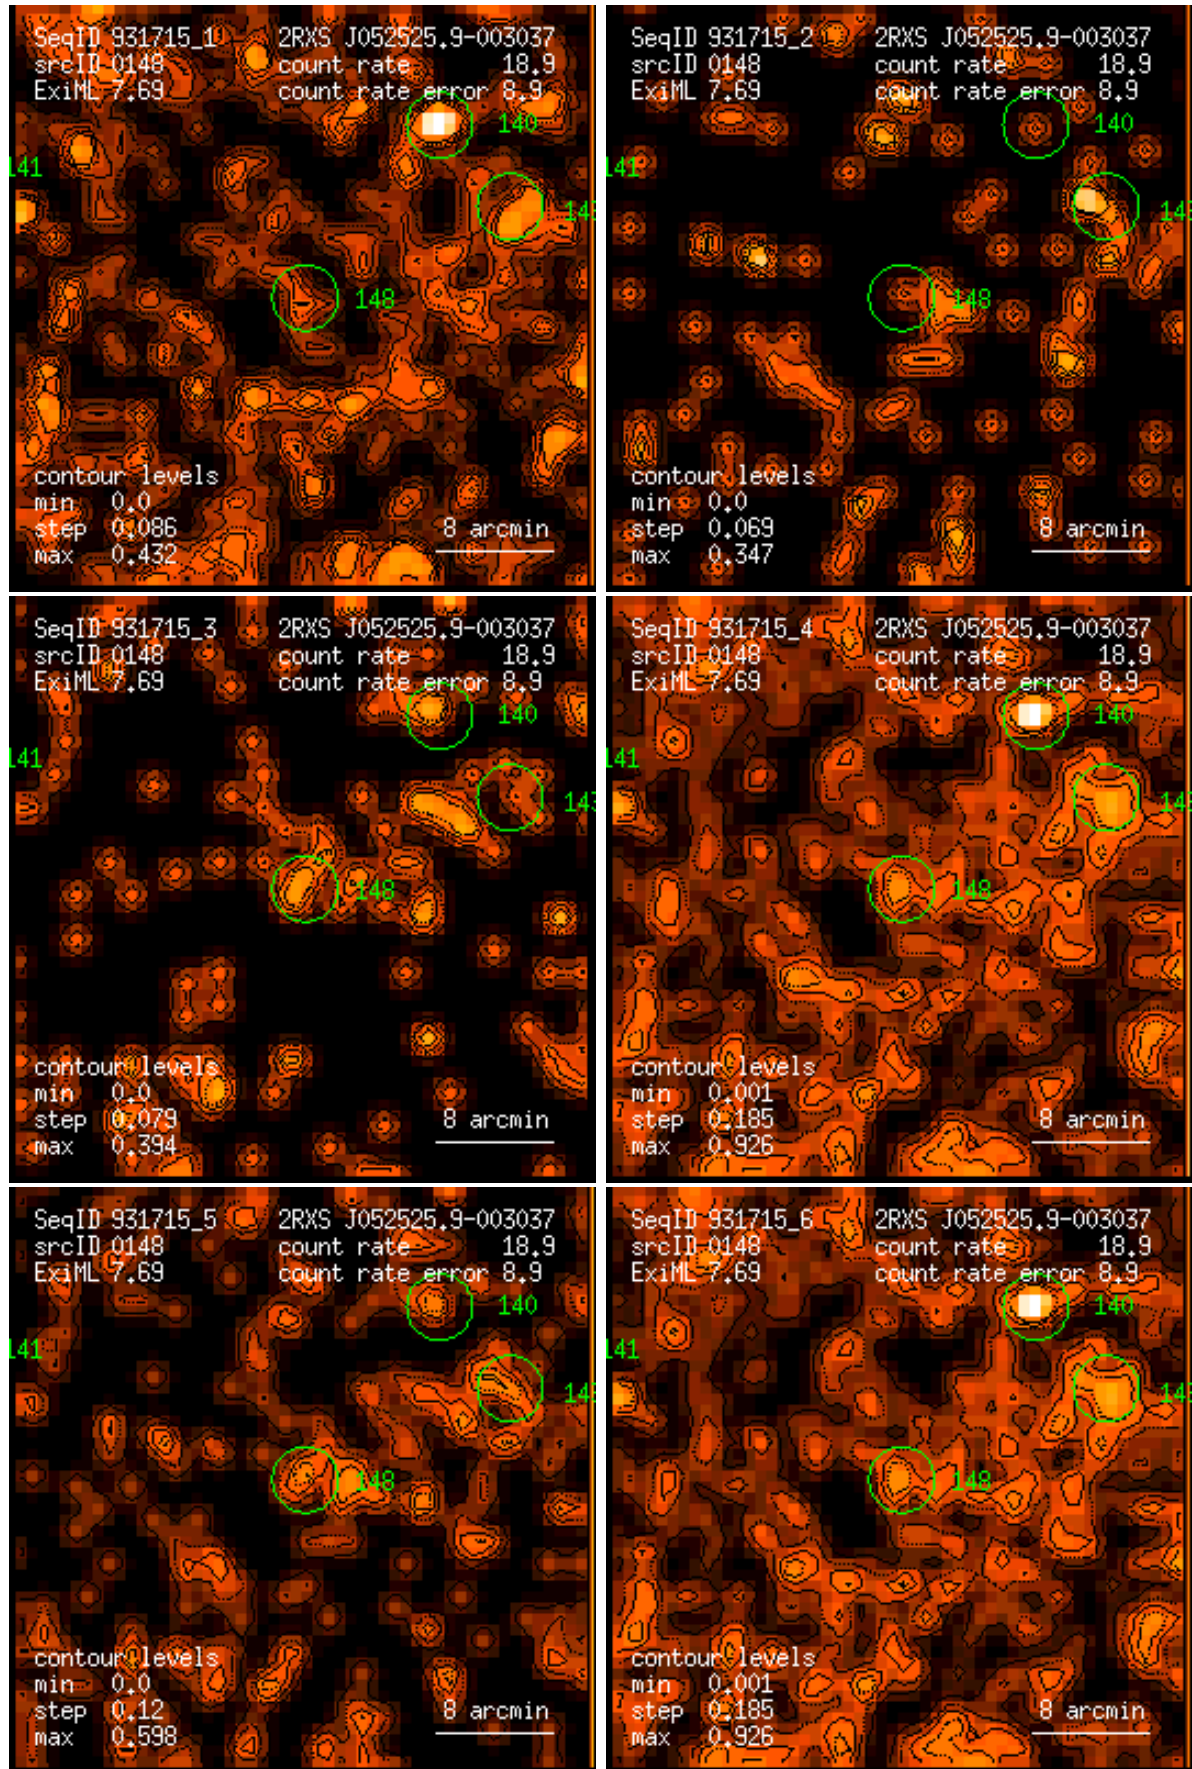 SeqID 931715_1 2RXS J052525.9-003037
srcID 0148 count rate 18.9
ExiML 7.69 count rate error 8.9
140
141
143
148
contour levels
min 0.0
step 0.086 8 arcmin
max 0.432
SeqID 931715_2 2RXS J052525.9-003037
srcID 0148 count rate 18.9
ExiML 7.69 count rate error 8.9
140
141
14
148
contour levels
min 0.0
step 0.069 8 arcmin
max 0.347
SeqID 931715_3 2RXS J052525.9-003037
srcID 0148 count rate 18.9
ExiML 7.69 count rate error 8.9
140
141
143
148
contour levels
min 0.0
step 0.079 8 arcmin
max 0.394
SeqID 931715_4 2RXS J052525.9-003037
srcID 0148 count rate 18.9
ExiML 7.69 count rate error 8.9
140
141
14
148
contour levels
min 0.001
step 0.185 8 arcmin
max 0.926
SeqID 931715_5 2RXS J052525.9-003037
srcID 0148 count rate 18.9
ExiML 7.69 count rate error 8.9
140
141
143
148
contour levels
min 0.0
step 0.12 8 arcmin
max 0.598
SeqID 931715_6 2RXS J052525.9-003037
srcID 0148 count rate 18.9
ExiML 7.69 count rate error 8.9
140
141
14
148
contour levels
min 0.001
step 0.185 8 arcmin
max 0.926